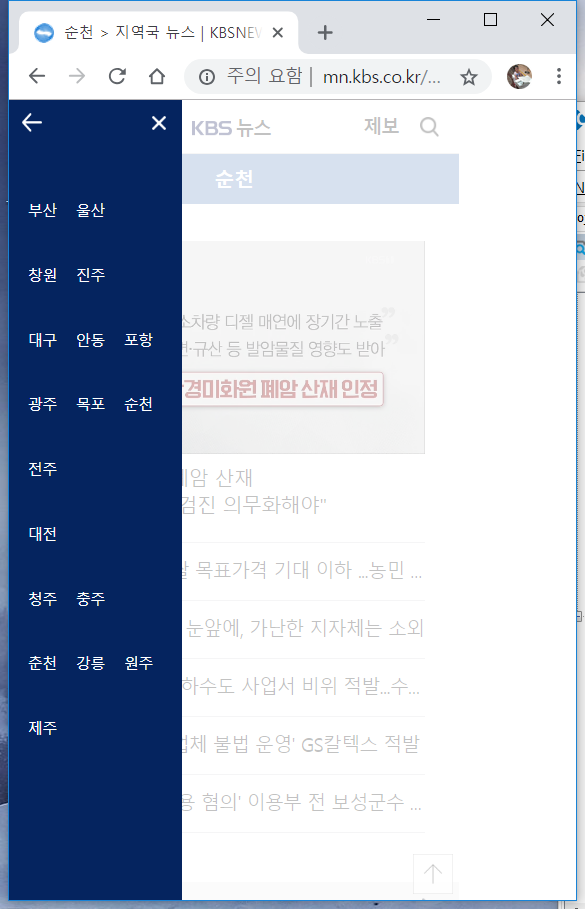 순천 > 지역국 뉴스 | KBSNEW
주의 요함 | mn.kbs.co.kr/...
KBS 뉴스 제보
순천
부산 울산
창원 진주
대구 안동 포항
광주 목포 순천
전주
대전
청주 충주
춘천 강릉 원주
제주
소차량 디젤 매연에 장기간 노출"
년·규산 등 발암물질 영향도 받아"
경미화원 폐암 산재 인정
폐암 산재
검진 의무화해야"
목표가격 기대 이하 ...농민 ...
눈앞에, 가난한 지자체는 소외
하수도 사업서 비위 적발...수...
업체 불법 운영' GS칼텍스 적발
용 혐의' 이용부 전 보성군수 ...